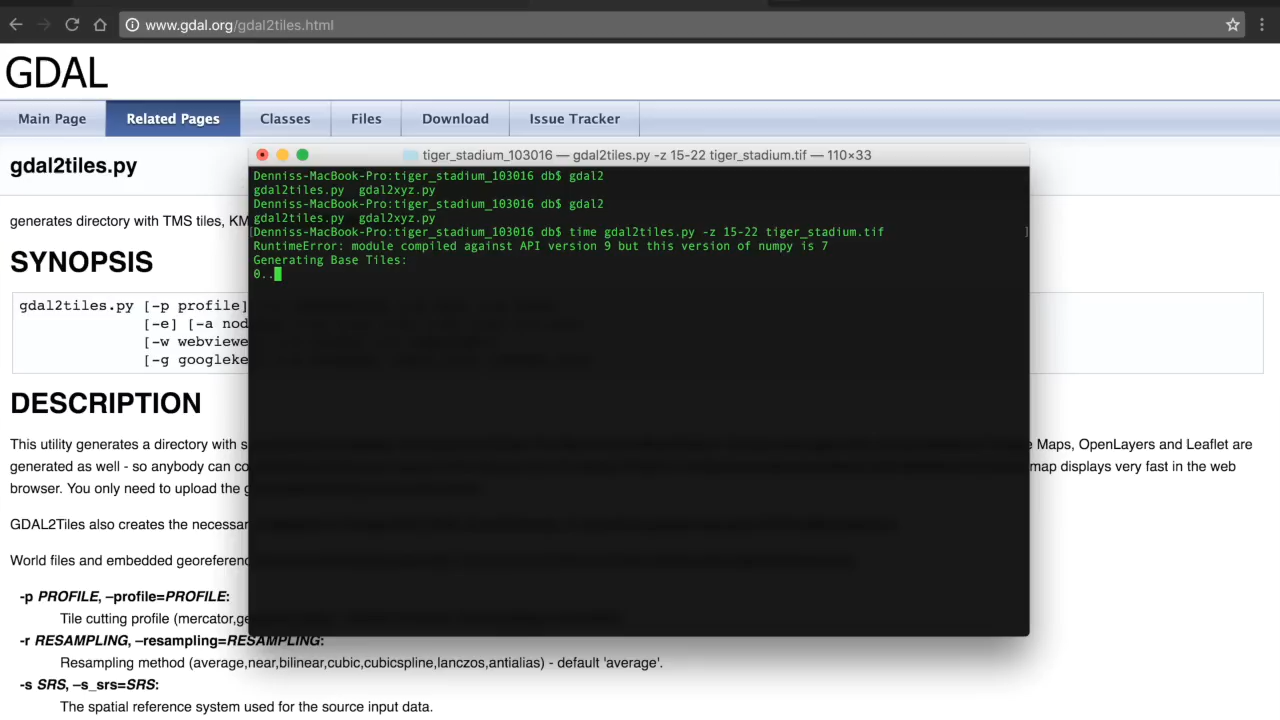 www.gdal.org/gdal2tiles.html
GDAL
Main Page Related Pages Classes Files Download Issue Tracker
gdal2tiles.py
generates directory with TMS tiles, KM
SYNOPSIS
gdal2tiles.py [-p profile]
[-e] [-a nod
[-w webviewe
[-g googleke
DESCRIPTION
This utility generates a directory with s
Maps, OpenLayers and Leaflet are
generated as well - so anybody can co
map displays very fast in the web
browser. You only need to upload the g
GDAL2Tiles also creates the necessar
World files and embedded georeferenc
-p PROFILE, –profile=PROFILE:
Tile cutting profile (mercator,ge
-r RESAMPLING, –resampling=RESAMPLING:
Resampling method (average,near,bilinear,cubic,cubicspline,lanczos,antialias) - default 'average'.
-s SRS, –s_srs=SRS:
The spatial reference system used for the source input data.
tiger_stadium_103016 — gdal2tiles.py -z 15-22 tiger_stadium.tif — 110×33
Denniss-MacBook-Pro:tiger_stadium_103016 db$ gdal2
gdal2tiles.py gdal2xyz.py
Denniss-MacBook-Pro:tiger_stadium_103016 db$ gdal2
gdal2tiles.py gdal2xyz.py
[Denniss-MacBook-Pro:tiger_stadium_103016 db$ time gdal2tiles.py -z 15-22 tiger_stadium.tif ]
RuntimeError: module compiled against API version 9 but this version of numpy is 7
Generating Base Tiles:
0..